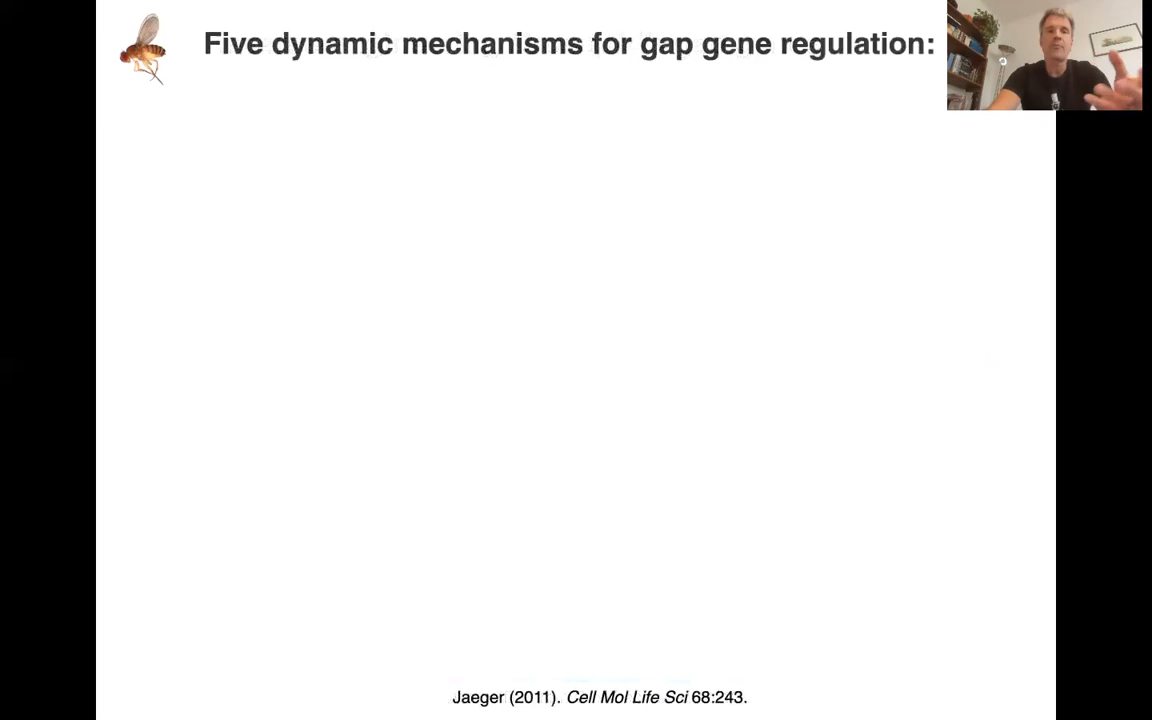 Five dynamic mechanisms for gap gene regulation:
Jaeger (2011). Cell Mol Life Sci 68:243.